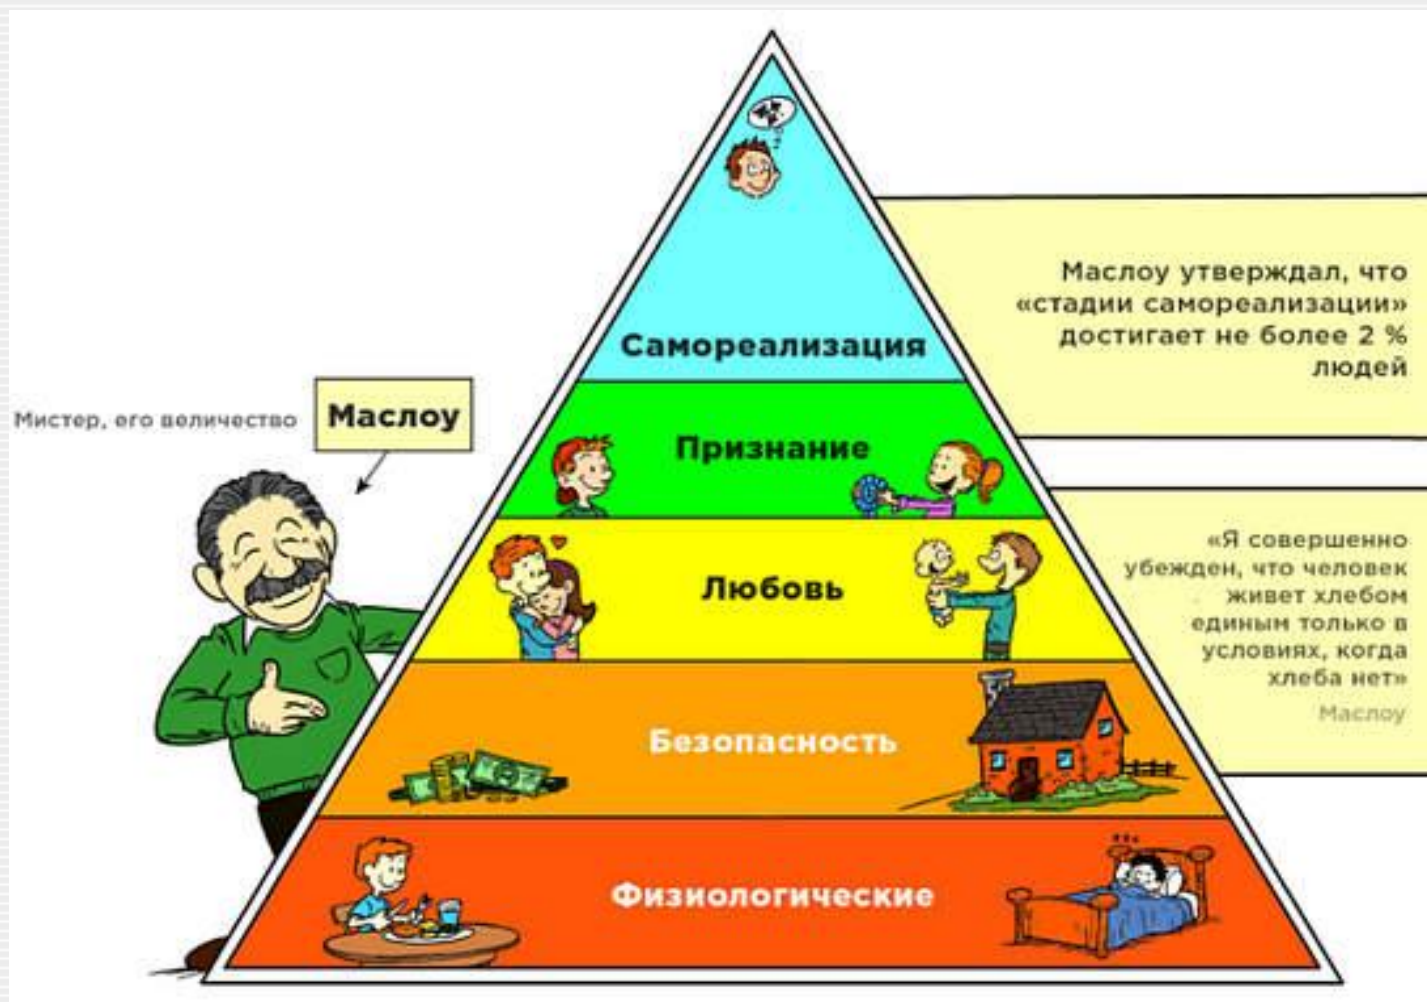 Самореализация
Маслоу утверждал, что
«стадии самореализации»
достигает не более 2 %
людей
Мистер, его величество
Маслоу
Признание
Любовь
«Я совершенно
убежден, что человек
живет хлебом
единым только в
условиях, когда
хлеба нет»
Маслоу
Безопасность
Физиологические